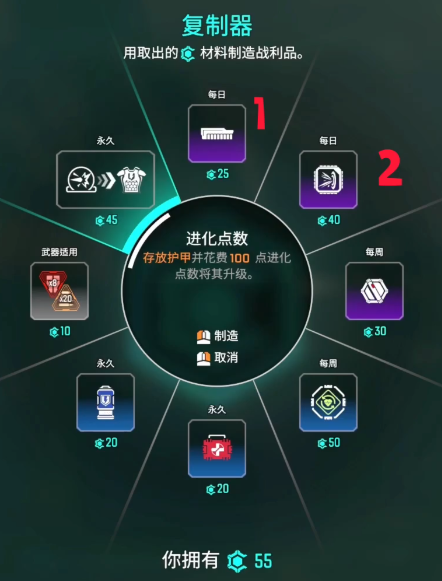 复制器
用取出的 材料制造战利品。
每日
1
25
每日
2
40
永久
45
武器适用
x8
x20
10
每周
30
进化点数
存放护甲并花费 100 点进化
点数将其升级。
制造
取消
永久
20
每周
50
永久
20
你拥有 55